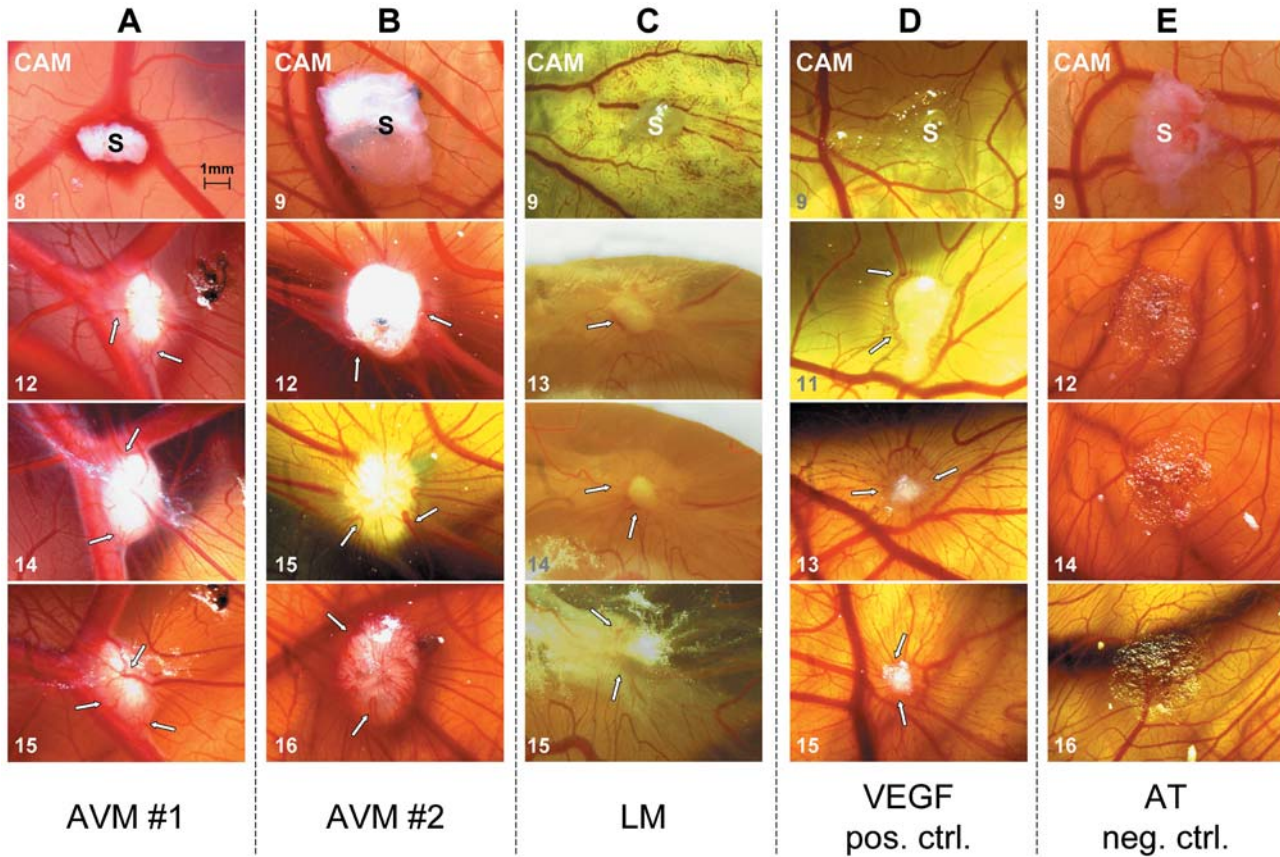 A B C D E
CAM CAM CAM CAM CAM
S S S S S
1mm
8 9 9 9 9
12 12 13 11 12
14 15 14 13 14
15 16 15 15 16
AVM #1 AVM #2 LM VEGF AT
pos. ctrl. neg. ctrl.